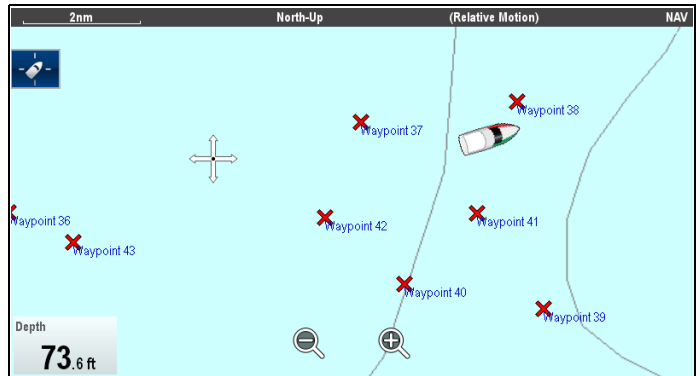 2nm North-Up (Relative Motion) NAV
Waypoint 38
Waypoint 37
Waypoint 36
Waypoint 42
Waypoint 41
Waypoint 43
Waypoint 40
Waypoint 39
Depth
73.6 ft